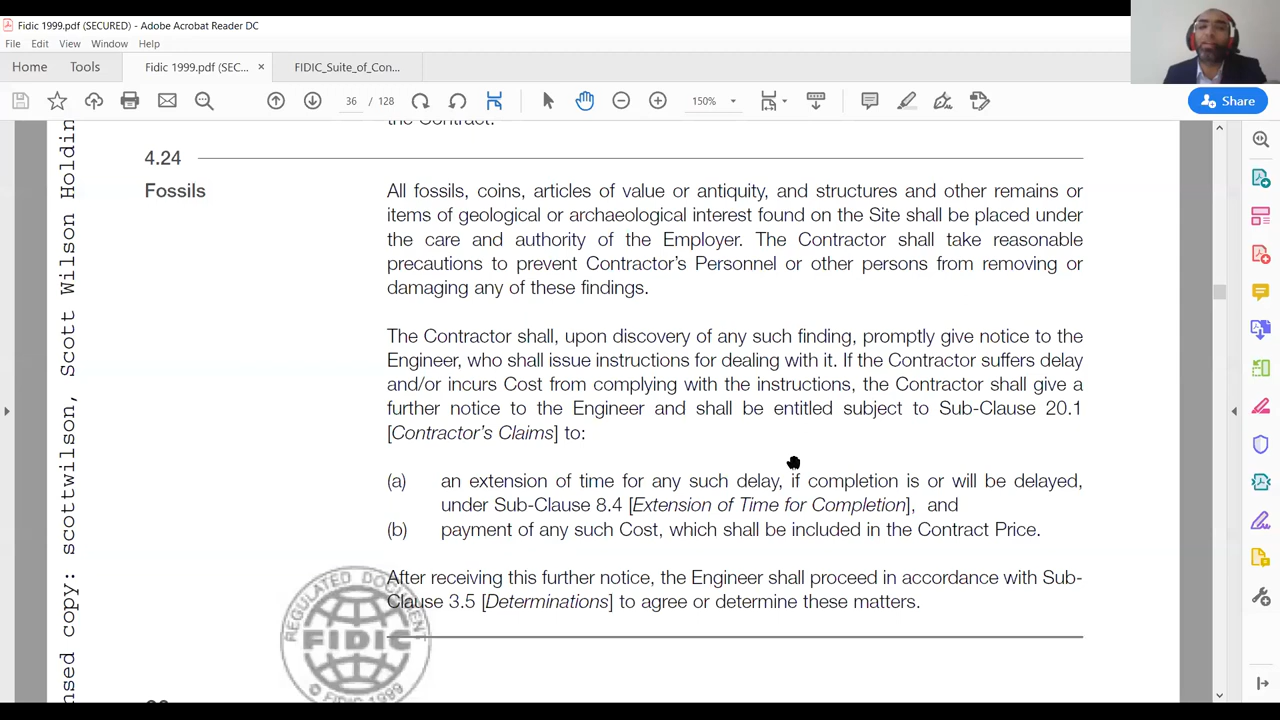 Fidic 1999.pdf (SECURED) - Adobe Acrobat Reader DC
File Edit View Window Help
Home Tools Fidic 1999.pdf (SEC... × FIDIC_Suite_of_Con...
36 / 128 150% Share
the Contract.
4.24
Fossils
All fossils, coins, articles of value or antiquity, and structures and other remains or
items of geological or archaeological interest found on the Site shall be placed under
the care and authority of the Employer. The Contractor shall take reasonable
precautions to prevent Contractor's Personnel or other persons from removing or
damaging any of these findings.
The Contractor shall, upon discovery of any such finding, promptly give notice to the
Engineer, who shall issue instructions for dealing with it. If the Contractor suffers delay
and/or incurs Cost from complying with the instructions, the Contractor shall give a
further notice to the Engineer and shall be entitled subject to Sub-Clause 20.1
[Contractor's Claims] to:
(a) an extension of time for any such delay, if completion is or will be delayed,
under Sub-Clause 8.4 [Extension of Time for Completion], and
(b) payment of any such Cost, which shall be included in the Contract Price.
After receiving this further notice, the Engineer shall proceed in accordance with Sub-
Clause 3.5 [Determinations] to agree or determine these matters.
nsed copy: scottwilson, Scott Wilson Holdin
REGULATED DOCUMENT
FIDIC
© FIDIC 1999